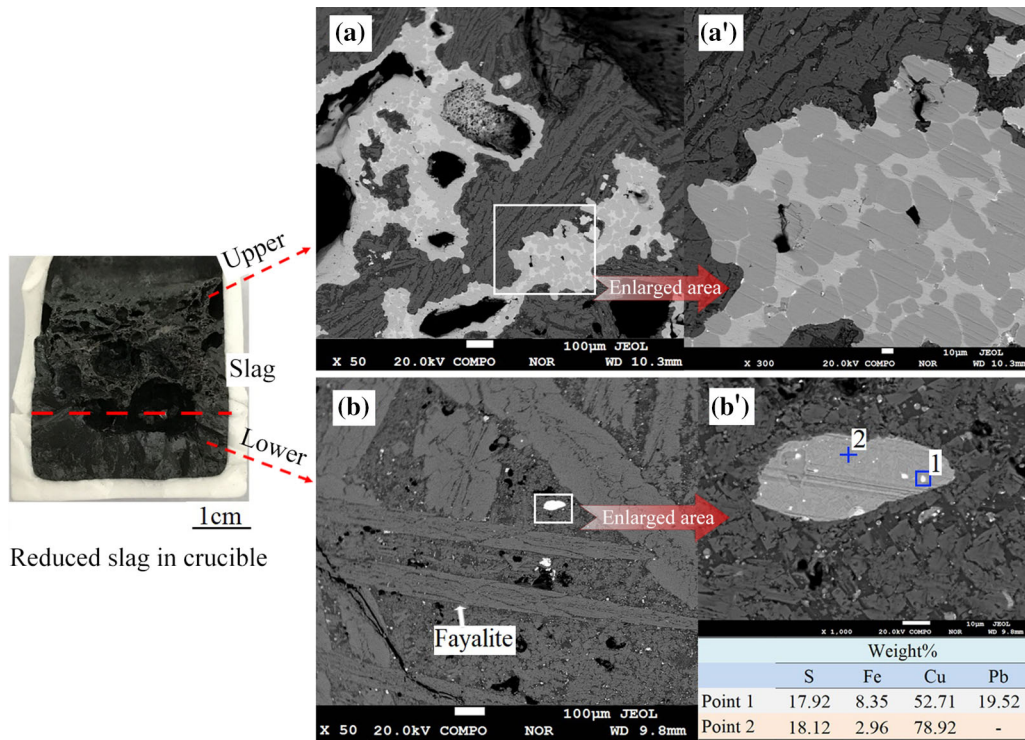 Upper
Slag
Lower
1cm
Reduced slag in crucible
(a)
Enlarged area
100μm JEOL
X 50 20.0kV COMPO NOR WD 10.3mm
(a')
10μm JEOL
X 300 20.0kV COMPO NOR WD 10.3mm
(b)
Enlarged area
Fayalite
100μm JEOL
X 50 20.0kV COMPO NOR WD 9.8mm
(b')
2
1
10μm JEOL
X 1,000 20.0kV COMPO NOR WD 9.8mm
Weight%
S Fe Cu Pb
Point 1 17.92 8.35 52.71 19.52
Point 2 18.12 2.96 78.92 -